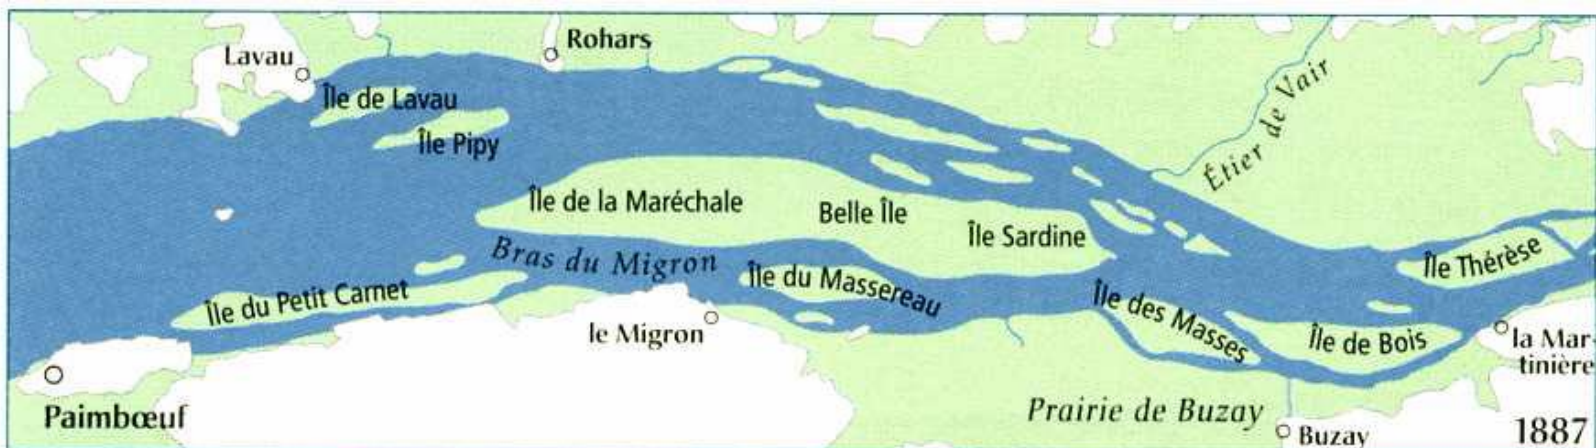 Lavau
Rohars
Île de Lavau
Île Pipy
Étier de Vair
Île de la Maréchale
Belle Île
Île Sardine
Bras du Migron
Île Thérèse
Île du Petit Carnet
Île du Massereau
Île des Masses
le Migron
Île de Bois
la Mar-
tinière
Paimbœuf
Prairie de Buzay
Buzay
1887